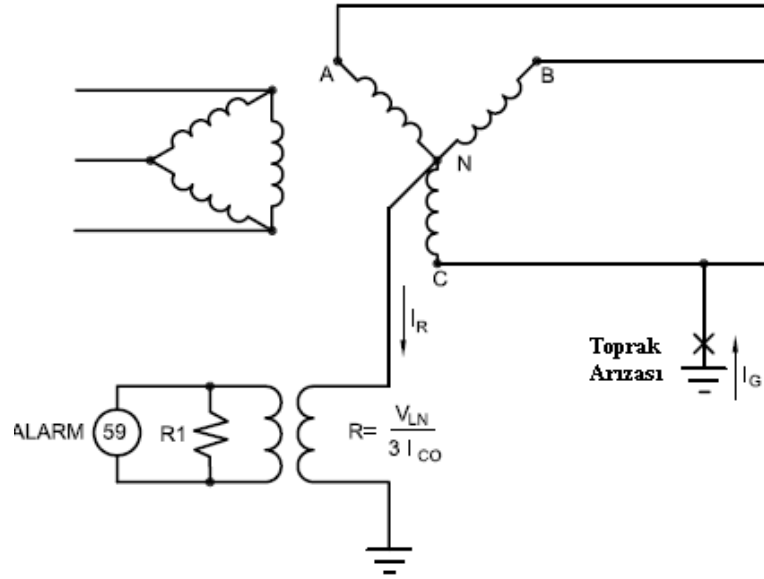 A
B
N
C
I_R
Toprak
Arızası
I_G
ALARM
59
R1
R= V_LN / 3 I_CO